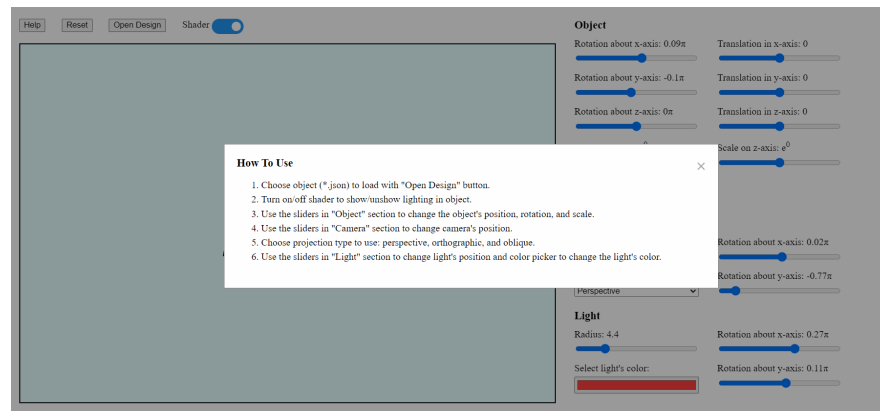 Help Reset Open Design Shader
Object
Rotation about x-axis: 0.09π Translation in x-axis: 0
Rotation about y-axis: -0.1π Translation in y-axis: 0
Rotation about z-axis: 0π Translation in z-axis: 0
Scale on z-axis: e⁰
How To Use
×
1. Choose object (*.json) to load with "Open Design" button.
2. Turn on/off shader to show/unshow lighting in object.
3. Use the sliders in "Object" section to change the object's position, rotation, and scale.
4. Use the sliders in "Camera" section to change camera's position.
5. Choose projection type to use: perspective, orthographic, and oblique.
6. Use the sliders in "Light" section to change light's position and color picker to change the light's color.
Rotation about x-axis: 0.02π
Rotation about y-axis: -0.77π
Perspective
Light
Radius: 4.4 Rotation about x-axis: 0.27π
Select light's color: Rotation about y-axis: 0.11π